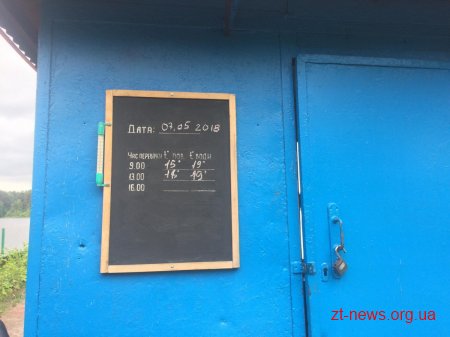 ДАТА: 07.05 2018
ЧАС ПЕРЕВІРКИ t° ПОВ. t° ВОДИ
9.00 15° 19°
13.00 18° 19°
16.00
zt-news.org.ua